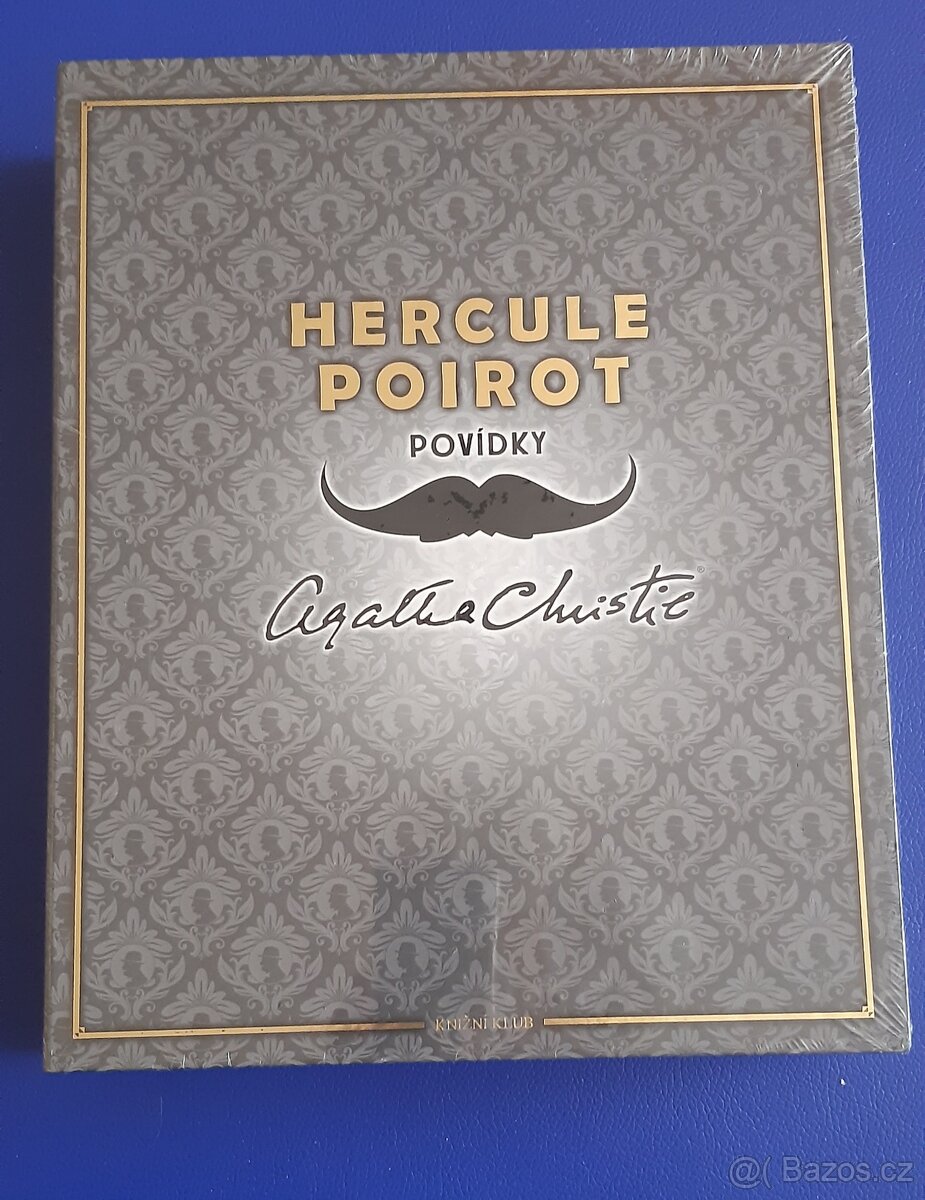 HERCULE
POIROT
POVÍDKY
Agatha Christie®
KNIŽNÍ KLUB
@( Bazos.cz